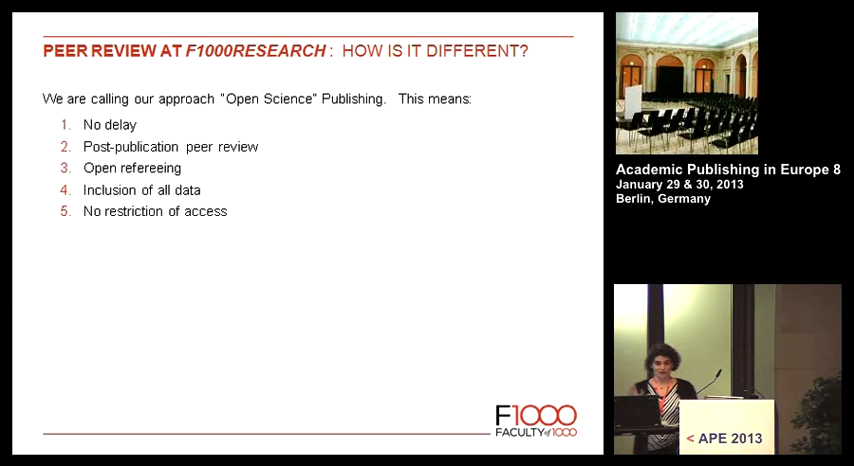 PEER REVIEW AT F1000RESEARCH : HOW IS IT DIFFERENT?
We are calling our approach "Open Science" Publishing. This means:
1. No delay
2. Post-publication peer review
3. Open refereeing
4. Inclusion of all data
5. No restriction of access
F1000
FACULTY of 1000
Academic Publishing in Europe 8
January 29 & 30, 2013
Berlin, Germany
< APE 2013